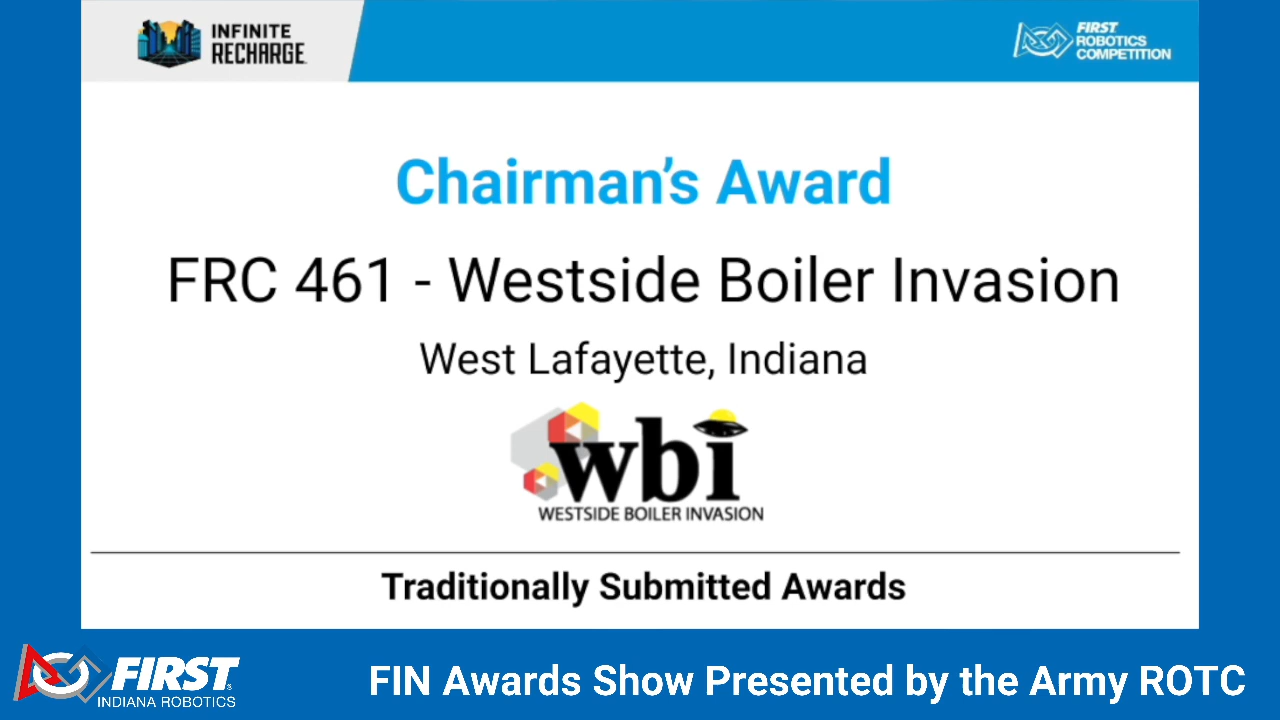 INFINITE
RECHARGE
FIRST
ROBOTICS
COMPETITION
Chairman’s Award
FRC 461 - Westside Boiler Invasion
West Lafayette, Indiana
wbi
WESTSIDE BOILER INVASION
Traditionally Submitted Awards
FIRST
INDIANA ROBOTICS
FIN Awards Show Presented by the Army ROTC